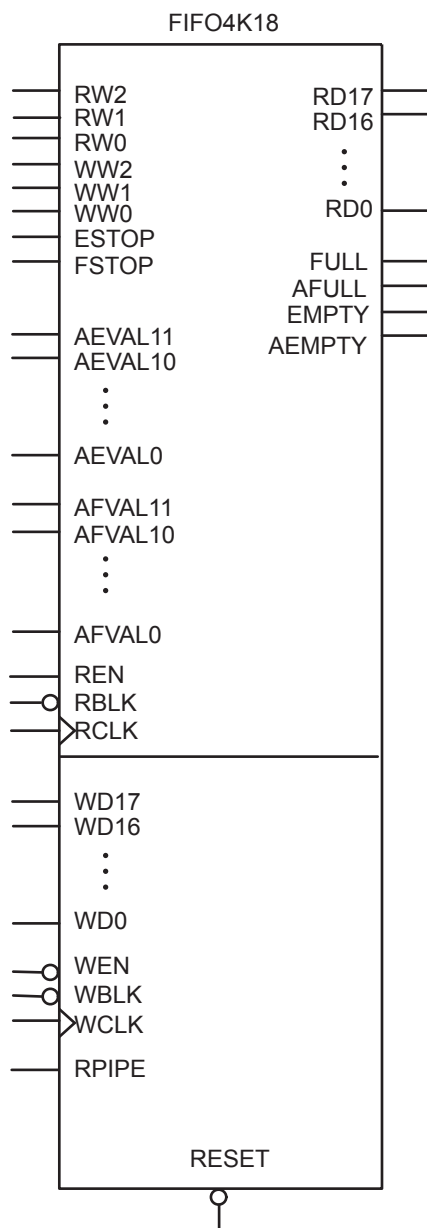 FIFO4K18
RW2
RW1
RW0
WW2
WW1
WW0
ESTOP
FSTOP
AEVAL11
AEVAL10
AEVAL0
AFVAL11
AFVAL10
AFVAL0
REN
RBLK
RCLK
WD17
WD16
WD0
WEN
WBLK
WCLK
RPIPE
RD17
RD16
RD0
FULL
AFULL
EMPTY
AEMPTY
RESET